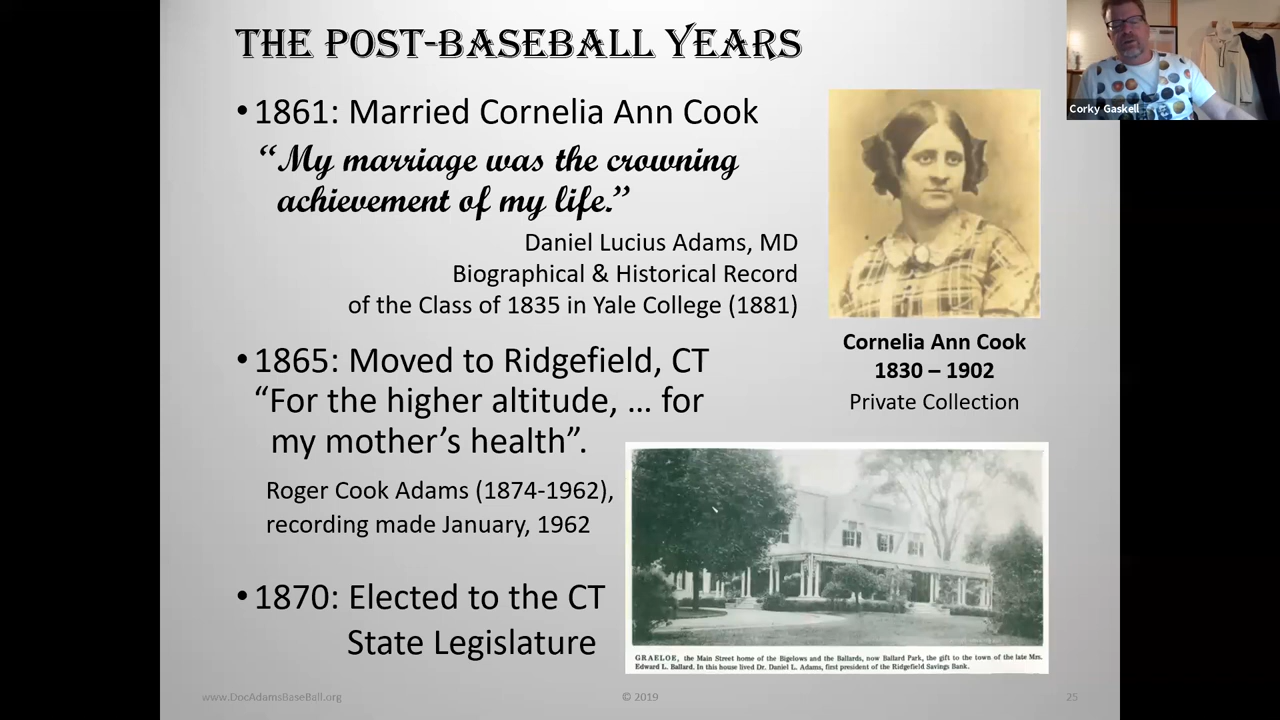 THE POST-BASEBALL YEARS
Corky Gaskell
• 1861: Married Cornelia Ann Cook
“My marriage was the crowning
achievement of my life.”
Daniel Lucius Adams, MD
Biographical & Historical Record
of the Class of 1835 in Yale College (1881)
Cornelia Ann Cook
1830 – 1902
Private Collection
• 1865: Moved to Ridgefield, CT
“For the higher altitude, … for
my mother’s health”.
Roger Cook Adams (1874-1962),
recording made January, 1962
• 1870: Elected to the CT
State Legislature
GRAELOE, the Main Street home of the Bigelows and the Ballards, now Ballard Park, the gift to the town of the late Mrs.
Edward L. Ballard. In this house lived Dr. Daniel L. Adams, first president of the Ridgefield Savings Bank.
www.DocAdamsBaseBall.org
© 2019
25